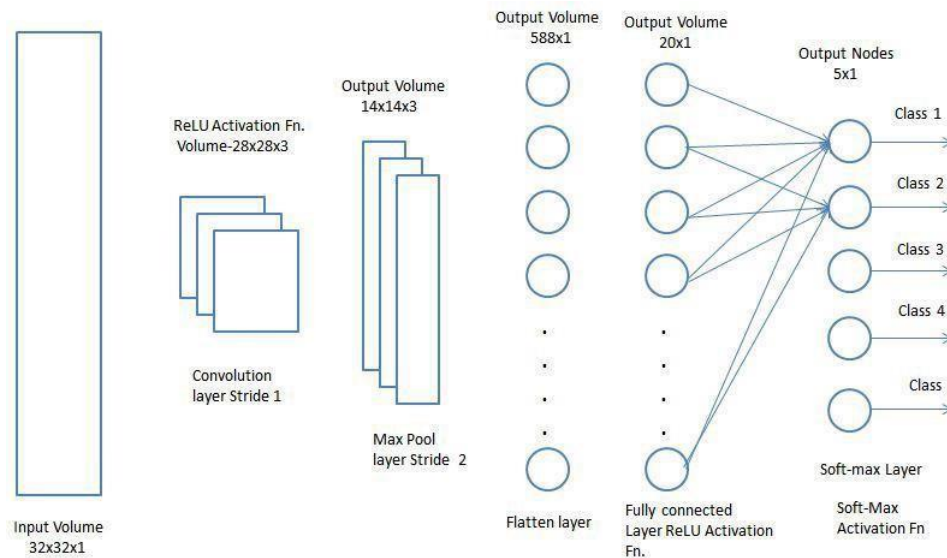 Output Volume
588x1
Output Volume
20x1
Output Nodes
5x1
Output Volume
14x14x3
ReLU Activation Fn.
Volume-28x28x3
Class 1
Class 2
Class 3
Class 4
Class
Convolution
layer Stride 1
Max Pool
layer Stride 2
Soft-max Layer
Input Volume
32x32x1
Flatten layer
Fully connected
Layer ReLU Activation
Fn.
Soft-Max
Activation Fn